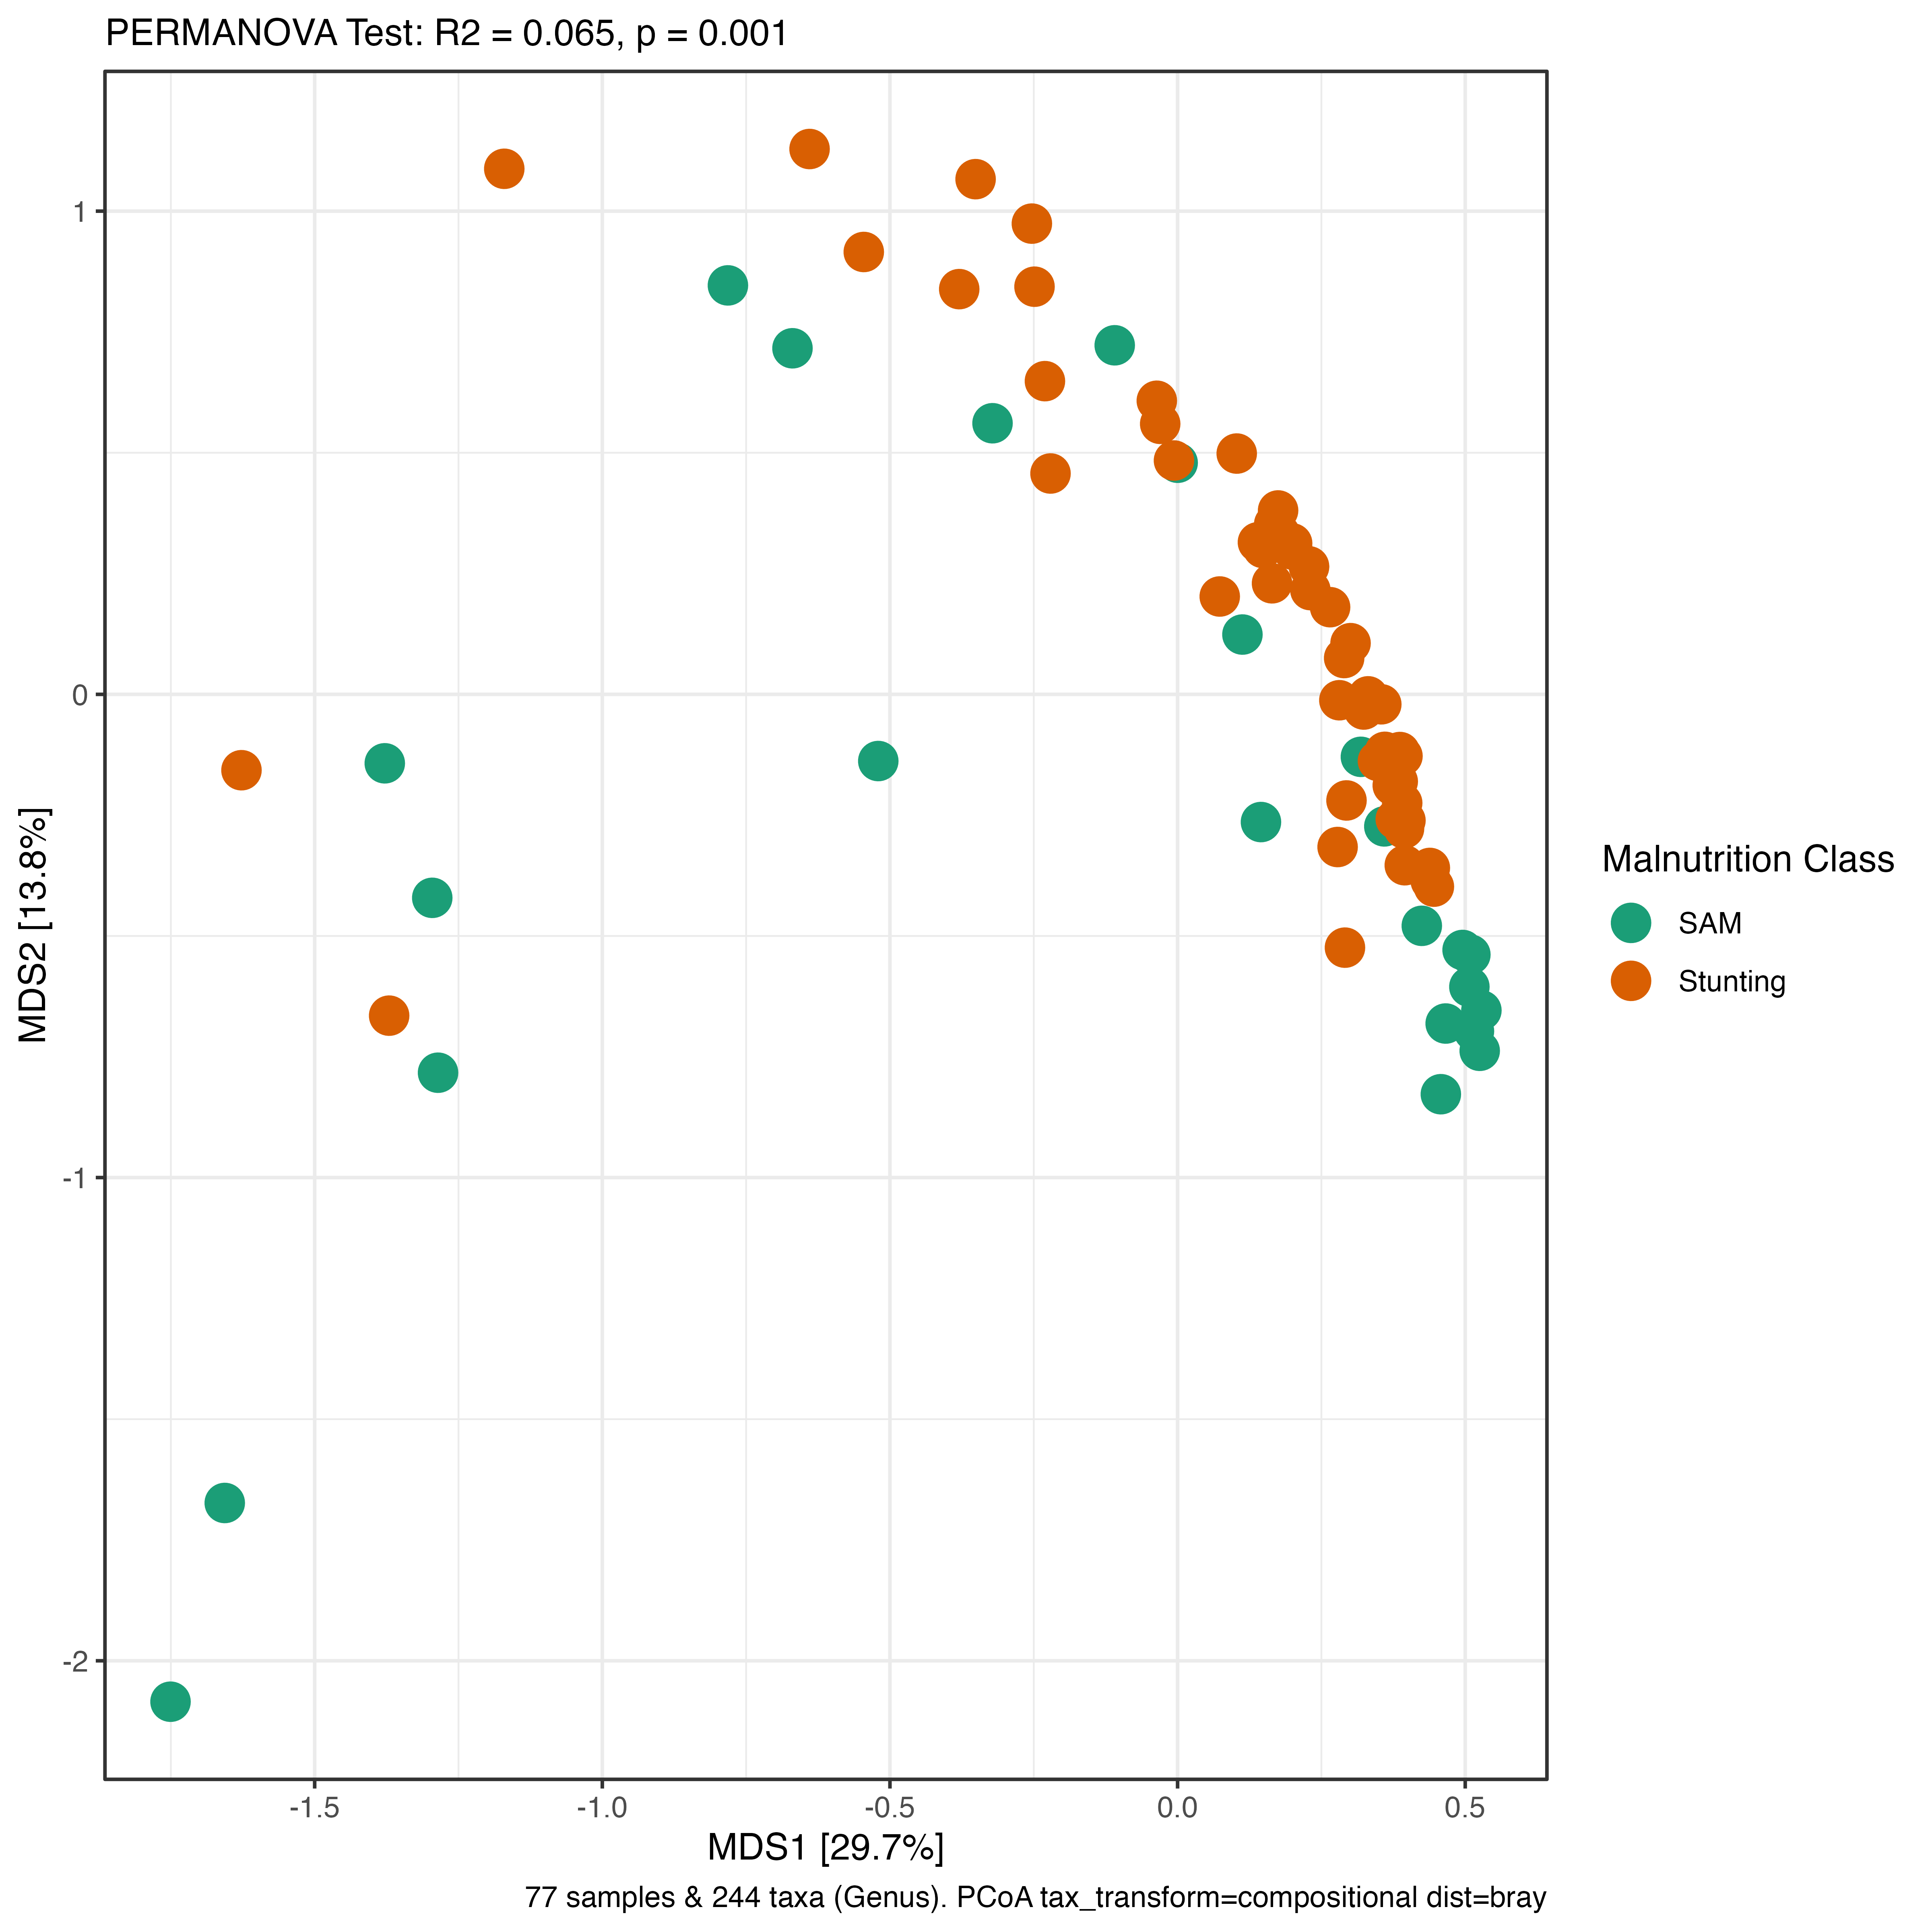 PERMANOVA Test: R2 = 0.065, p = 0.001
1
0
-1
-2
MDS2 [13.8%]
-1.5
-1.0
-0.5
0.0
0.5
MDS1 [29.7%]
Malnutrition Class
SAM
Stunting
77 samples & 244 taxa (Genus). PCoA tax_transform=compositional dist=bray